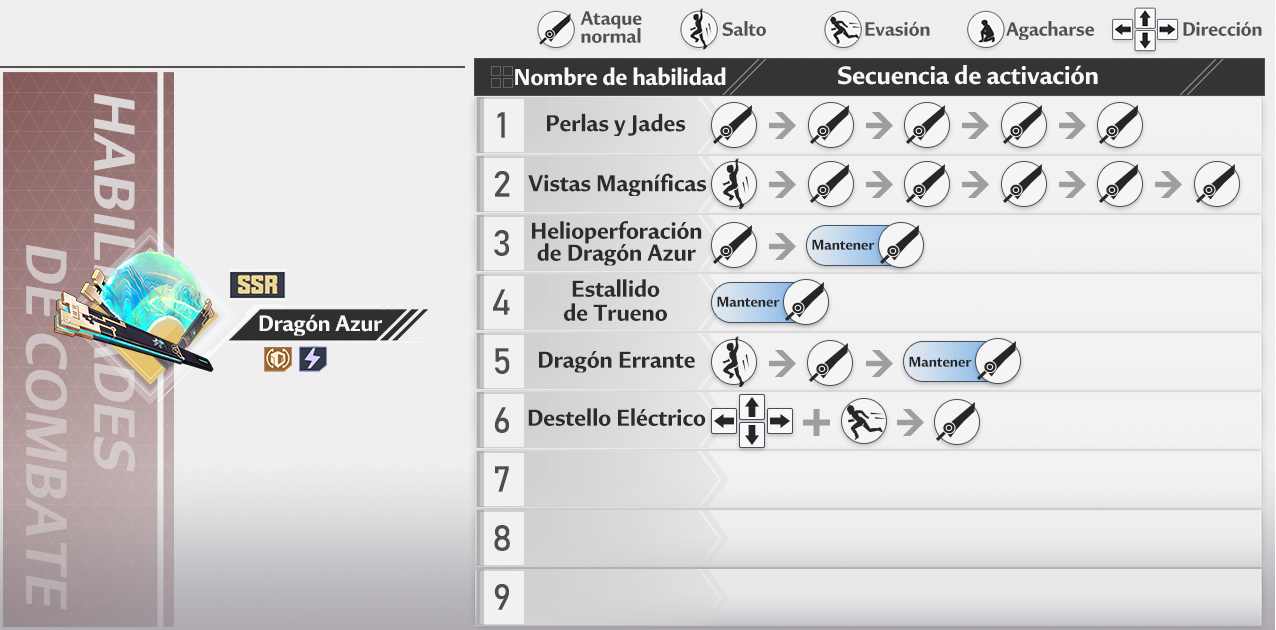 Ataque
normal
Salto
Evasión
Agacharse
Dirección
HABILIDADES
DE COMBATE
SSR
Dragón Azur
Nombre de habilidad
Secuencia de activación
1
Perlas y Jades
2
Vistas Magníficas
3
Helioperforación
de Dragón Azur
Mantener
4
Estallido
de Trueno
Mantener
5
Dragón Errante
Mantener
6
Destello Eléctrico
7
8
9